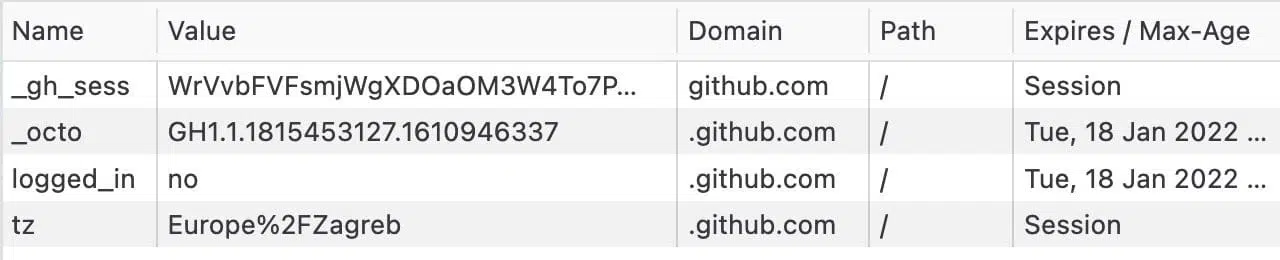 Name Value Domain Path Expires / Max-Age
_gh_sess WrVvbFVFsmjWgXDOaOM3W4To7P... github.com / Session
_octo GH1.1.1815453127.1610946337 .github.com / Tue, 18 Jan 2022 ...
logged_in no .github.com / Tue, 18 Jan 2022 ...
tz Europe%2FZagreb .github.com / Session